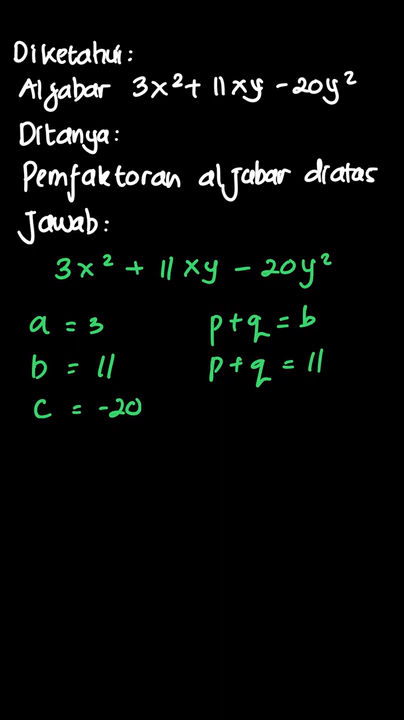 Diketahui:
Aljabar 3x² + 11xy - 20y²
Ditanya:
Pemfaktoran aljabar diatas
Jawab:
3x² + 11xy - 20y²
a = 3
p+q = b
b = 11
p+q = 11
c = -20